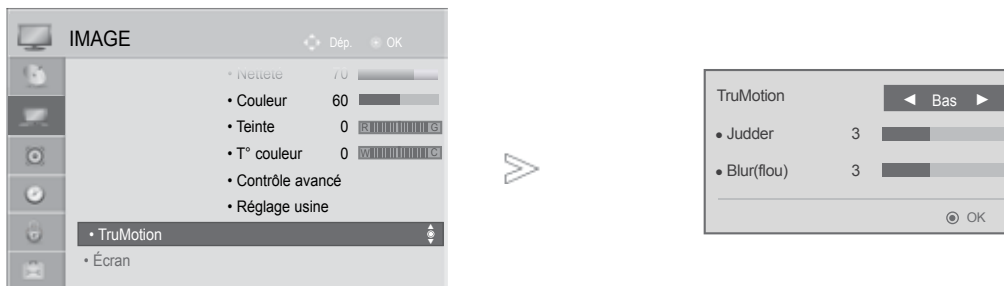 IMAGE
Dép. OK
• Netteté 70
• Couleur 60
• Teinte 0 R G
• T° couleur 0 W C
• Contrôle avancé
• Réglage usine
• TruMotion
• Écran
TruMotion ◄ Bas ►
• Judder 3
• Blur(flou) 3
OK